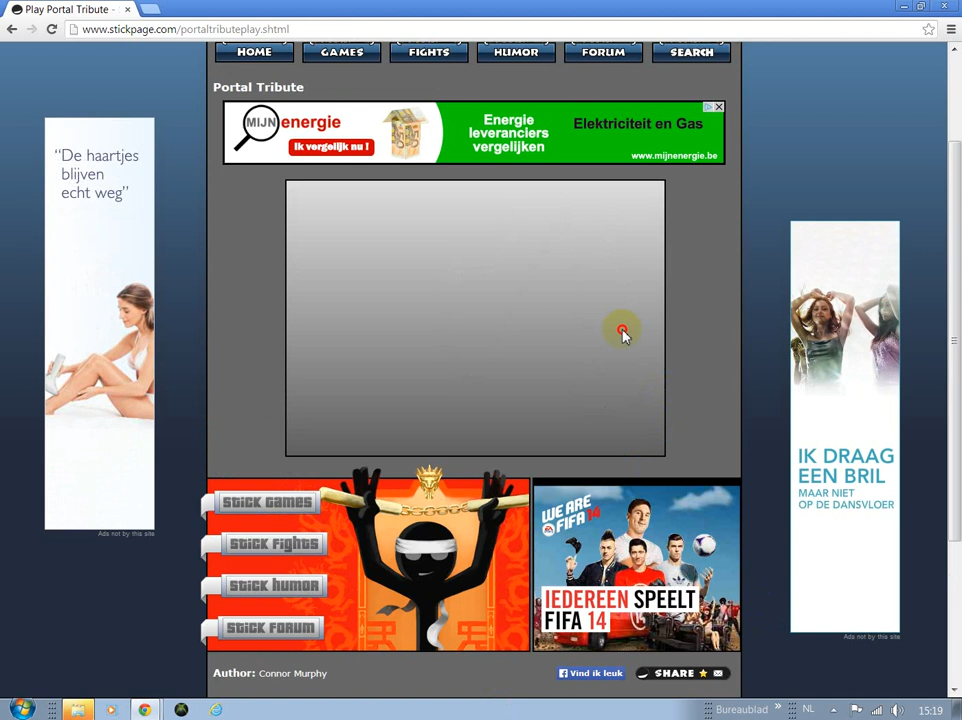 Play Portal Tribute -
www.stickpage.com/portaltributeplay.shtml
HOME
GAMES
FIGHTS
HUMOR
FORUM
SEARCH
Portal Tribute
MIJNenergie
Ik vergelijk nu !
Energie
leveranciers
vergelijken
Elektriciteit en Gas
www.mijnenergie.be
“De haartjes
blijven
echt weg”
Ads not by this site
IK DRAAG
EEN BRIL
MAAR NIET
OP DE DANSVLOER
Ads not by this site
STICK GAMES
STICK FIGHTS
STICK HUMOR
STICK FORUM
WE ARE
FIFA 14
EA SPORTS
IEDEREEN SPEELT
FIFA 14
Author: Connor Murphy
Vind ik leuk
SHARE
Bureaublad
NL
15:19